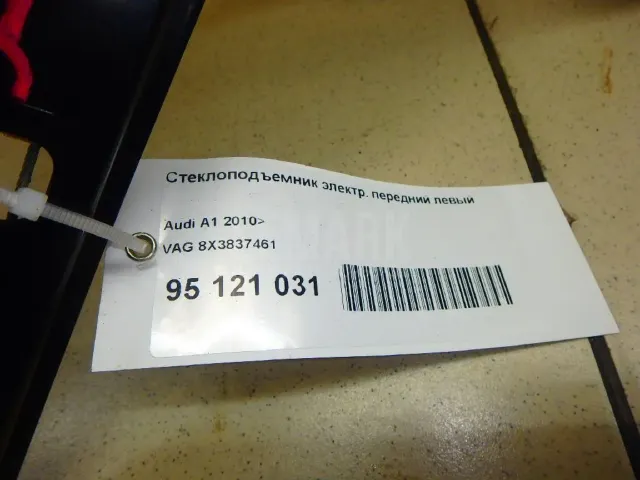 Стеклоподъемник электр. передний левый
Audi A1 2010>
VAG 8X3837461
95 121 031